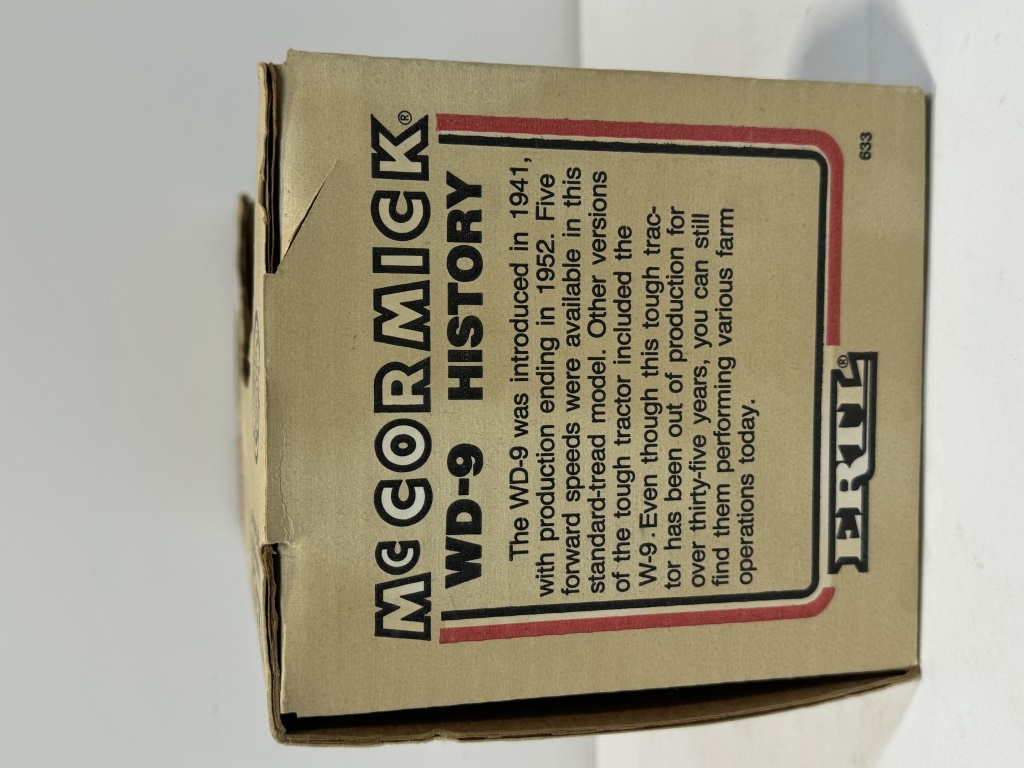 McCORMICK®
WD-9 HISTORY
The WD-9 was introduced in 1941,
with production ending in 1952. Five
forward speeds were available in this
standard-tread model. Other versions
of the tough tractor included the
W-9. Even though this tough trac-
tor has been out of production for
over thirty-five years, you can still
find them performing various farm
operations today.
ERTL®
633